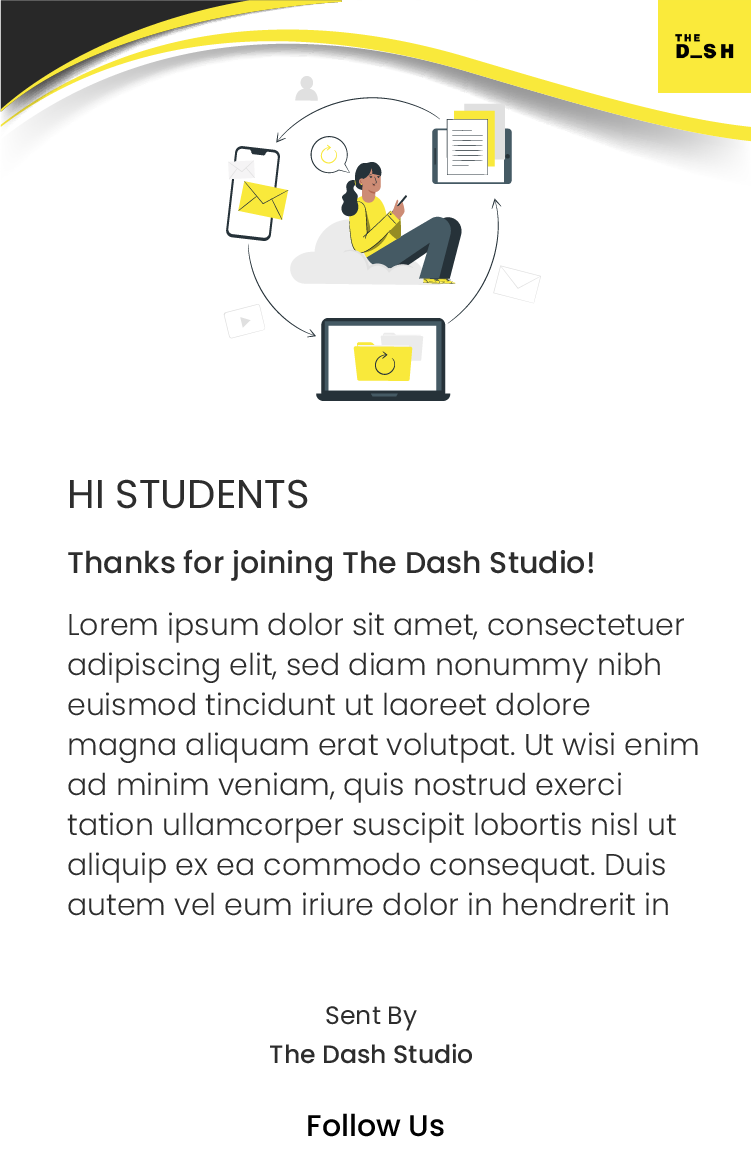 THE
D_SH
HI STUDENTS
Thanks for joining The Dash Studio!
Lorem ipsum dolor sit amet, consectetuer
adipiscing elit, sed diam nonummy nibh
euismod tincidunt ut laoreet dolore
magna aliquam erat volutpat. Ut wisi enim
ad minim veniam, quis nostrud exerci
tation ullamcorper suscipit lobortis nisl ut
aliquip ex ea commodo consequat. Duis
autem vel eum iriure dolor in hendrerit in
Sent By
The Dash Studio
Follow Us